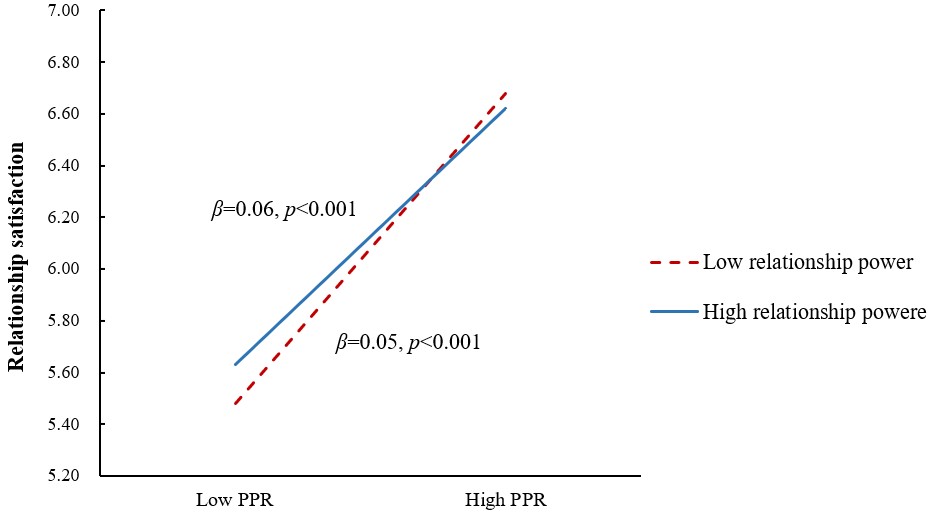 7.00
6.80
6.60
6.40
6.20
6.00
5.80
5.60
5.40
5.20
Relationship satisfaction
β=0.06, p<0.001
β=0.05, p<0.001
Low PPR
High PPR
Low relationship power
High relationship powere